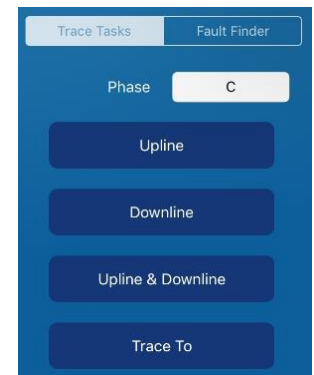 Trace Tasks Fault Finder
Phase C
Upline
Downline
Upline & Downline
Trace To